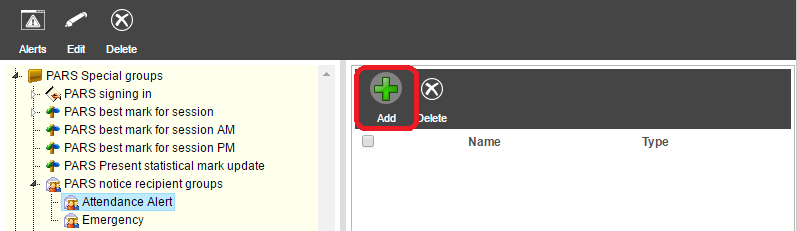 Alerts Edit Delete
PARS Special groups
PARS signing in
PARS best mark for session
PARS best mark for session AM
PARS best mark for session PM
PARS Present statistical mark update
PARS notice recipient groups
Attendance Alert
Emergency
Add Delete
Name Type